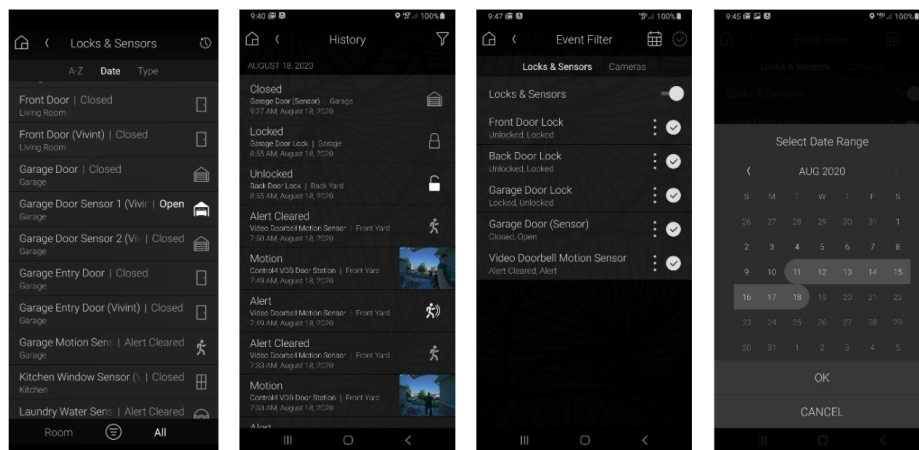 Locks & Sensors
A-Z Date Type
Front Door | Closed
Living Room
Front Door (Vivint) | Closed
Living Room
Garage Door | Closed
Garage
Garage Door Sensor 1 (Vivir | Open
Garage
Garage Door Sensor 2 (Viv | Closed
Garage
Garage Entry Door | Closed
Garage
Garage Entry Door (Vivint) | Closed
Garage
Garage Motion Sens | Alert Cleared
Garage
Kitchen Window Sensor (V | Closed
Kitchen
Laundry Water Sens | Alert Cleared
Room All
9:40 100%
History
AUGUST 18, 2020
Closed
Garage Door (Sensor) | Garage
9:27 AM, August 18, 2020
Locked
Garage Door Lock | Garage
8:55 AM, August 18, 2020
Unlocked
Back Door Lock | Back Yard
8:35 AM, August 18, 2020
Alert Cleared
Video Doorbell Motion Sensor | Front Yard
7:50 AM, August 18, 2020
Motion
Control4 VDB Door Station | Front Yard
7:49 AM, August 18, 2020
Alert
Video Doorbell Motion Sensor | Front Yard
7:49 AM, August 18, 2020
Alert Cleared
Video Doorbell Motion Sensor | Front Yard
7:33 AM, August 18, 2020
Motion
Control4 VDB Door Station | Front Yard
7:33 AM, August 18, 2020
Alert
9:47 100%
Event Filter
Locks & Sensors Cameras
Locks & Sensors
Front Door Lock
Unlocked, Locked
Back Door Lock
Unlocked, Locked
Garage Door Lock
Locked, Unlocked
Garage Door (Sensor)
Closed, Open
Video Doorbell Motion Sensor
Alert Cleared, Alert
9:45 100%
Event Filter
Locks & Sensors Cameras
Locks & Sensors
Select Date Range
AUG 2020
S M T W T F S
26 27 28 29 30 31 1
2 3 4 5 6 7 8
9 10 11 12 13 14 15
16 17 18 19 20 21 22
23 24 25 26 27 28 29
30 31 1 2 3 4 5
OK
CANCEL